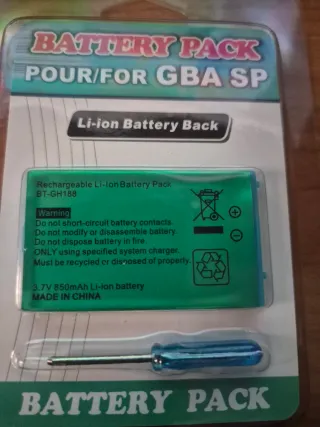 BATTERY PACK
POUR/FOR GBA SP
Li-ion Battery Back
Rechargeable Li-Ion Battery Pack
BT-GH188
Warning
Do not short-circuit battery contacts.
Do not modify or disassemble battery.
Do not dispose battery in fire.
ONLY using specified system charger.
Must be recycled or disposed of property.
3.7V 850mAh Li-ion battery
MADE IN CHINA
BATTERY PACK